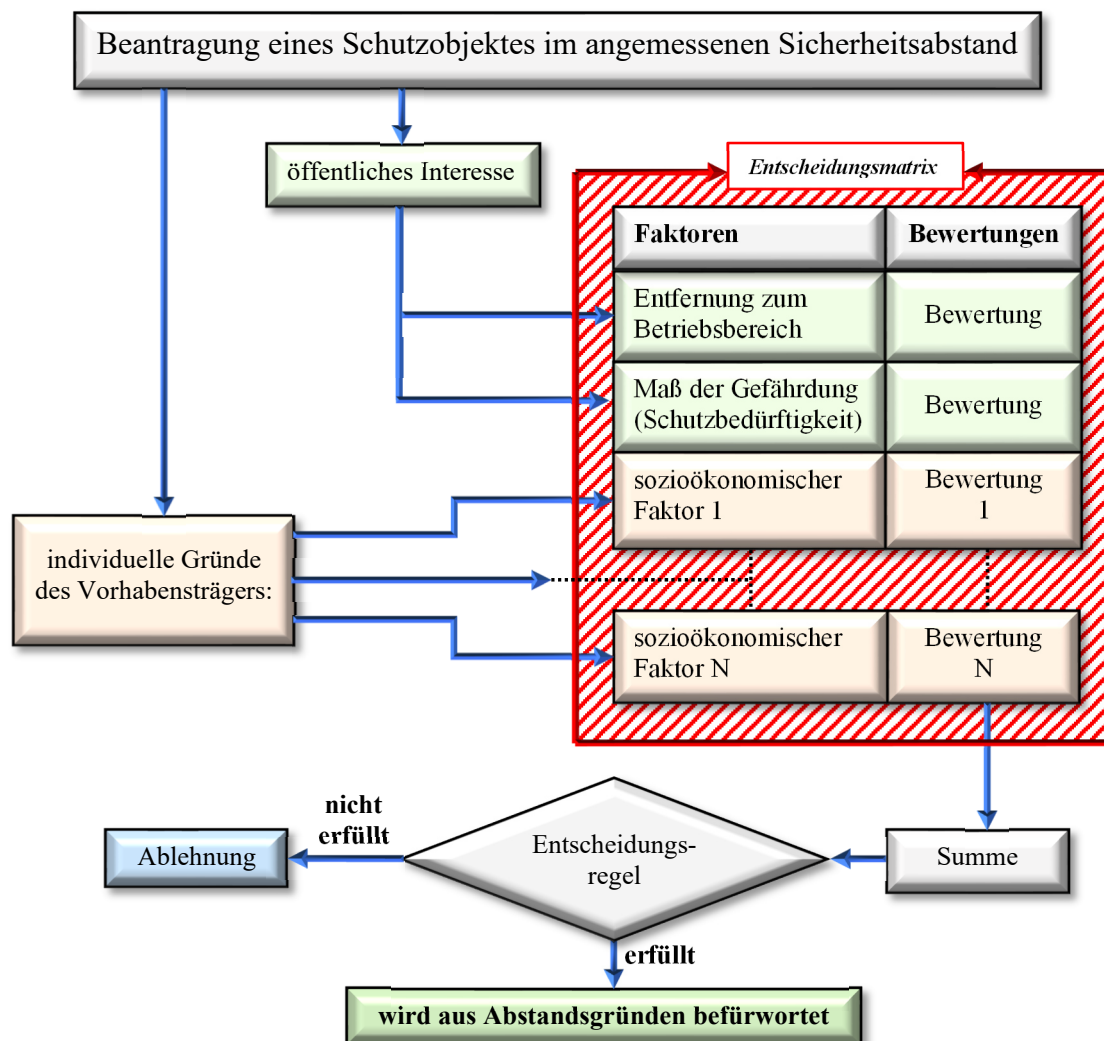 Beantragung eines Schutzobjektes im angemessenen Sicherheitsabstand
öffentliches Interesse
Entscheidungsmatrix
Faktoren
Bewertungen
Entfernung zum
Betriebsbereich
Bewertung
Maß der Gefährdung
(Schutzbedürftigkeit)
Bewertung
sozioökonomischer
Faktor 1
Bewertung
1
individuelle Gründe
des Vorhabensträgers:
sozioökonomischer
Faktor N
Bewertung
N
nicht
erfüllt
Ablehnung
Entscheidungs-
regel
Summe
erfüllt
wird aus Abstandsgründen befürwortet